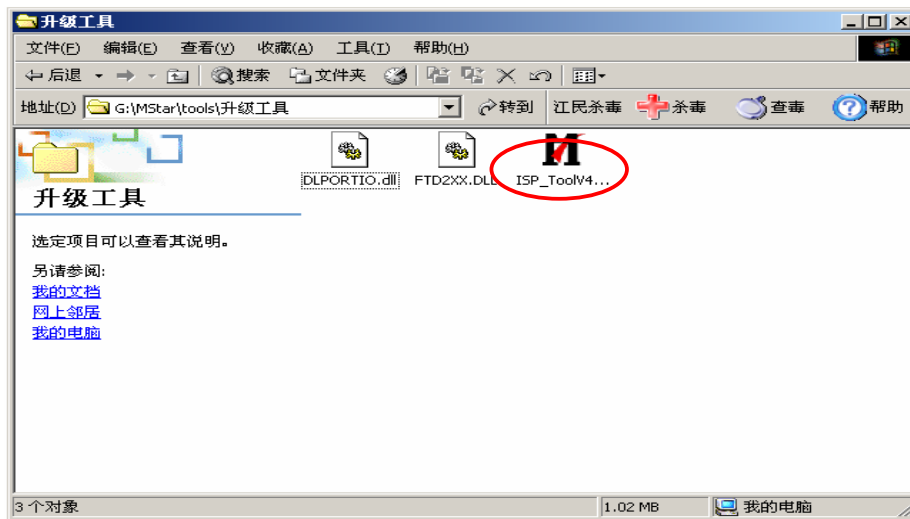 升级工具
文件(F) 编辑(E) 查看(V) 收藏(A) 工具(T) 帮助(H)
后退 搜索 文件夹
地址(D) G:\MStar\tools\升级工具 转到 江民杀毒 杀毒 查毒 帮助
DLPORTIO.dll FTD2XX.DLL ISP_ToolV4...
升级工具
选定项目可以查看其说明。
另请参阅:
我的文档
网上邻居
我的电脑
3 个对象 1.02 MB 我的电脑